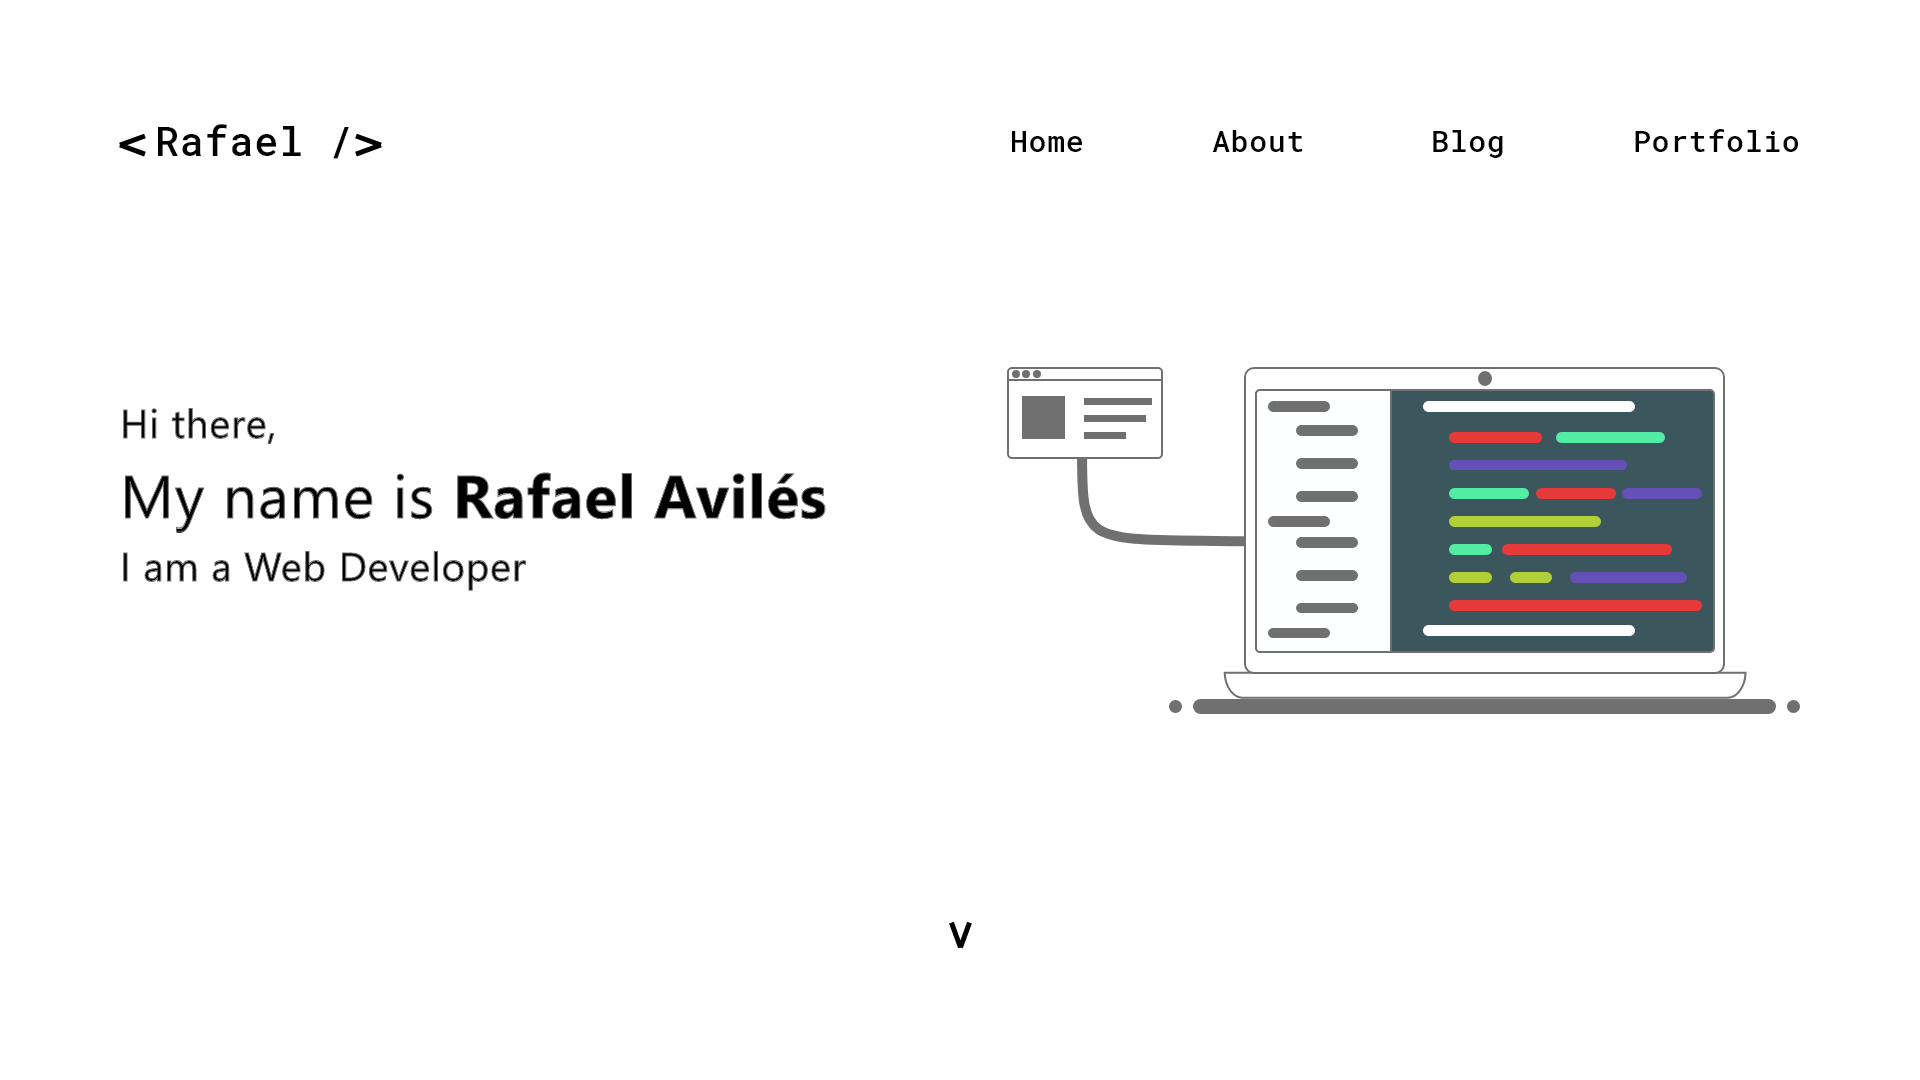 <Rafael />
Home About Blog Portfolio
Hi there,
My name is Rafael Avilés
I am a Web Developer